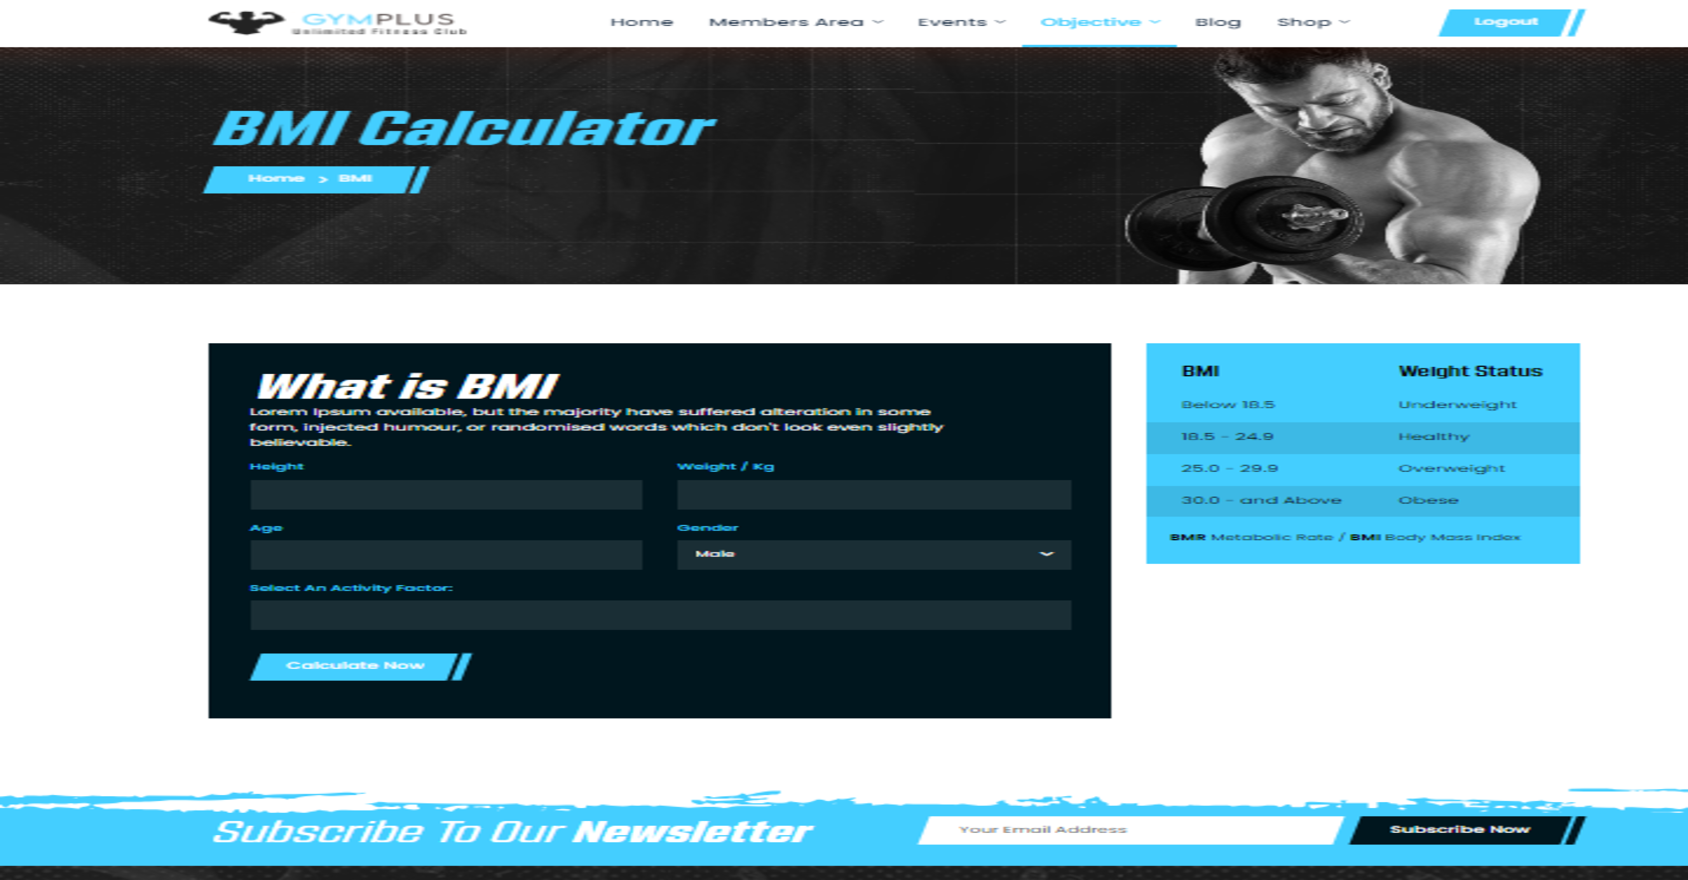 GYMPLUS
Unlimited Fitness Club
Home Members Area Events Objective Blog Shop Logout
BMI Calculator
Home > BMI
What is BMI
Lorem Ipsum available, but the majority have suffered alteration in some
form, injected humour, or randomised words which don't look even slightly
believable.
Height Weight / Kg
Age Gender
Male
Select An Activity Factor:
Calculate Now
BMI Weight Status
Below 18.5 Underweight
18.5 - 24.9 Healthy
25.0 - 29.9 Overweight
30.0 - and Above Obese
BMR Metabolic Rate / BMI Body Mass Index
Subscribe To Our Newsletter
Your Email Address Subscribe Now